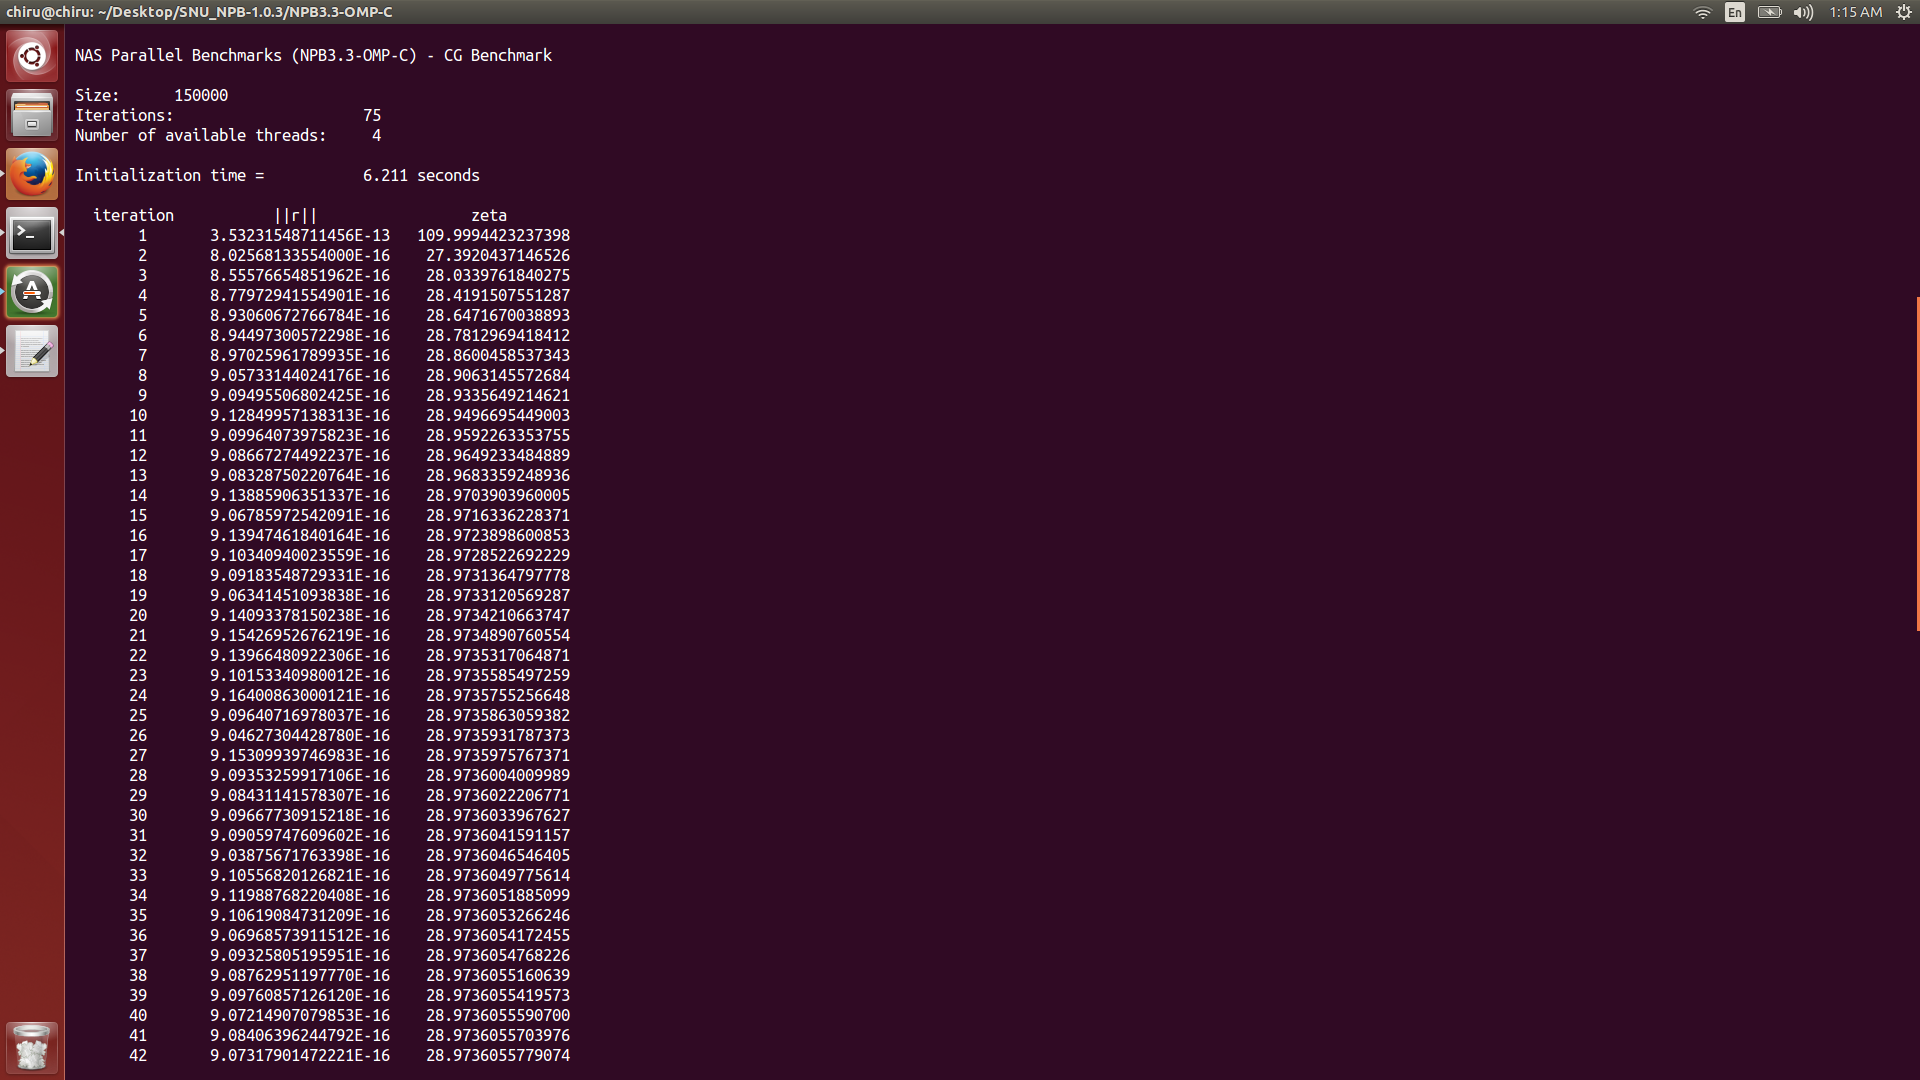 chiru@chiru: ~/Desktop/SNU_NPB-1.0.3/NPB3.3-OMP-C
En
1:15 AM
NAS Parallel Benchmarks (NPB3.3-OMP-C) - CG Benchmark
Size: 150000
Iterations: 75
Number of available threads: 4
Initialization time = 6.211 seconds
iteration ||r|| zeta
1 3.53231548711456E-13 109.9994423237398
2 8.02568133554000E-16 27.3920437146526
3 8.55576654851962E-16 28.0339761840275
4 8.77972941554901E-16 28.4191507551287
5 8.93060672766784E-16 28.6471670038893
6 8.94497300572298E-16 28.7812969418412
7 8.97025961789935E-16 28.8600458537343
8 9.05733144024176E-16 28.9063145572684
9 9.09495506802425E-16 28.9335649214621
10 9.12849957138313E-16 28.9496695449003
11 9.09964073975823E-16 28.9592263353755
12 9.08667274492237E-16 28.9649233484889
13 9.08328750220764E-16 28.9683359248936
14 9.13885906351337E-16 28.9703903960005
15 9.06785972542091E-16 28.9716336228371
16 9.13947461840164E-16 28.9723898600853
17 9.10340940023559E-16 28.9728522692229
18 9.09183548729331E-16 28.9731364797778
19 9.06341451093838E-16 28.9733120569287
20 9.14093378150238E-16 28.9734210663747
21 9.15426952676219E-16 28.9734890760554
22 9.13966480922306E-16 28.9735317064871
23 9.10153340980012E-16 28.9735585497259
24 9.16400863000121E-16 28.9735755256648
25 9.09640716978037E-16 28.9735863059382
26 9.04627304428780E-16 28.9735931787373
27 9.15309939746983E-16 28.9735975767371
28 9.09353259917106E-16 28.9736004009989
29 9.08431141578307E-16 28.9736022206771
30 9.09667730915218E-16 28.9736033967627
31 9.09059747609602E-16 28.9736041591157
32 9.03875671763398E-16 28.9736046546405
33 9.10556820126821E-16 28.9736049775614
34 9.11988768220408E-16 28.9736051885099
35 9.10619084731209E-16 28.9736053266246
36 9.06968573911512E-16 28.9736054172455
37 9.09325805195951E-16 28.9736054768226
38 9.08762951197770E-16 28.9736055160639
39 9.09760857126120E-16 28.9736055419573
40 9.07214907079853E-16 28.9736055590700
41 9.08406396244792E-16 28.9736055703976
42 9.07317901472221E-16 28.9736055779074